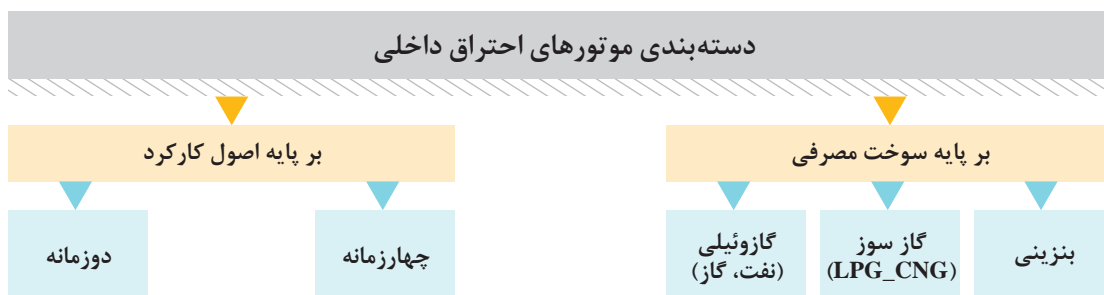 دسته‌بندی موتورهای احتراق داخلی
بر پایه سوخت مصرفی
بر پایه اصول کارکرد
بنزینی
گاز سوز
(LPG_CNG)
گازوئیلی
(نفت، گاز)
چهارزمانه
دوزمانه